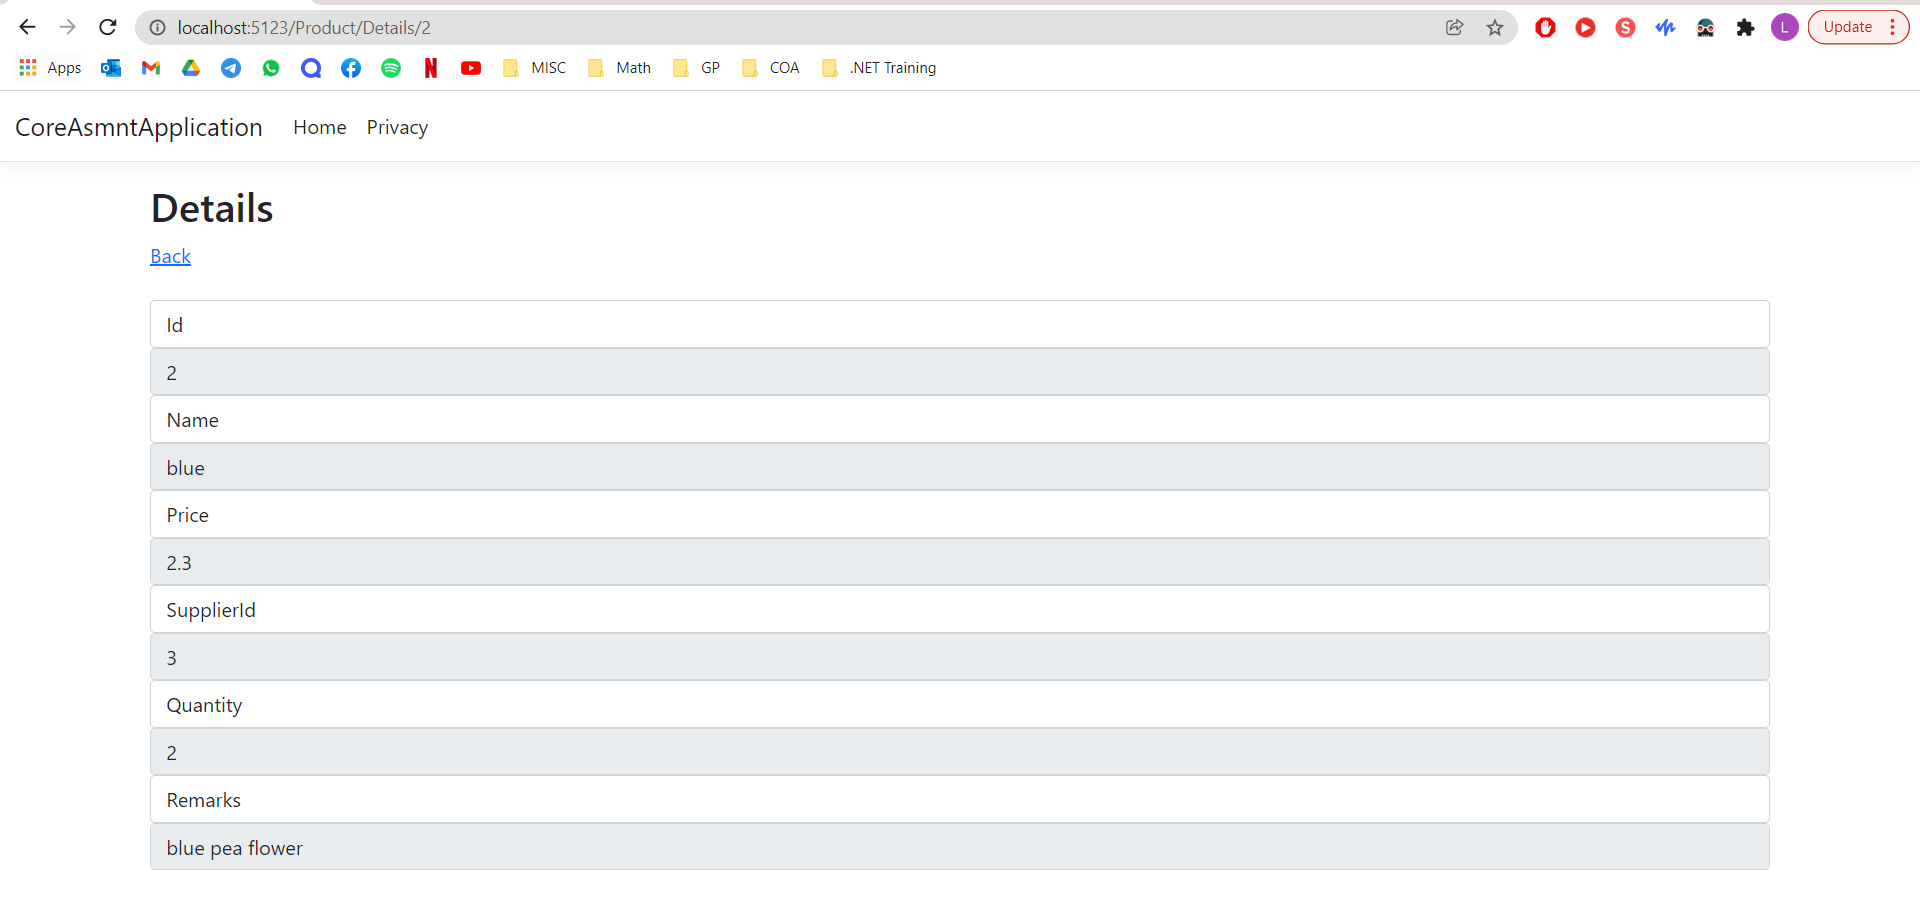 localhost:5123/Product/Details/2
S
L
Update
Apps
MISC
Math
GP
COA
.NET Training
CoreAsmntApplication
Home
Privacy
Details
Back
Id
2
Name
blue
Price
2.3
SupplierId
3
Quantity
2
Remarks
blue pea flower